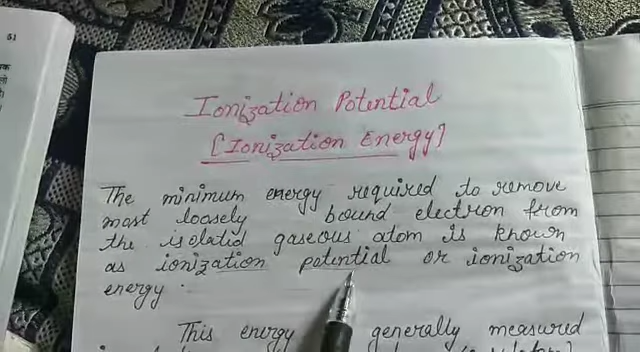 51
Ionization Potential
[Ionization Energy]
The minimum energy required to remove
most loosely bound electron from
the isolated gaseous atom is known
as ionization potential or ionization
energy.
This energy generally measured